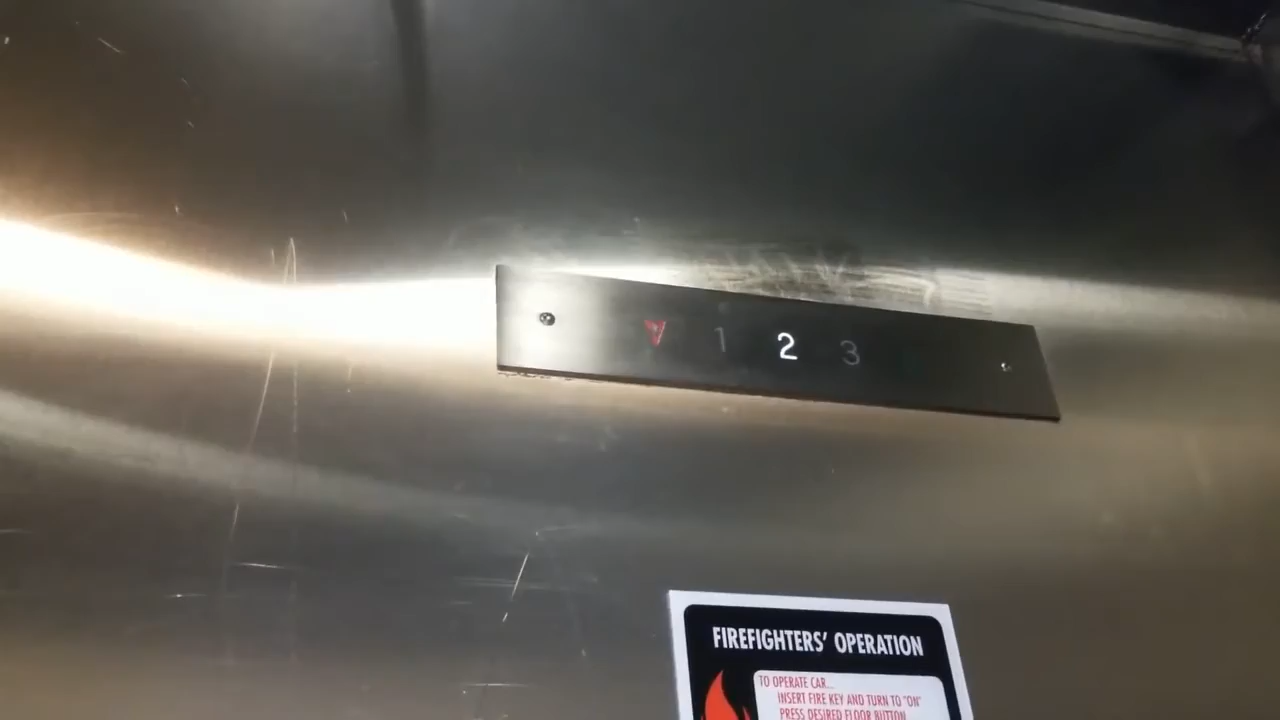 1 2 3
FIREFIGHTERS' OPERATION
TO OPERATE CAR...
INSERT FIRE KEY AND TURN TO "ON"
PRESS DESIRED FLOOR BUTTON